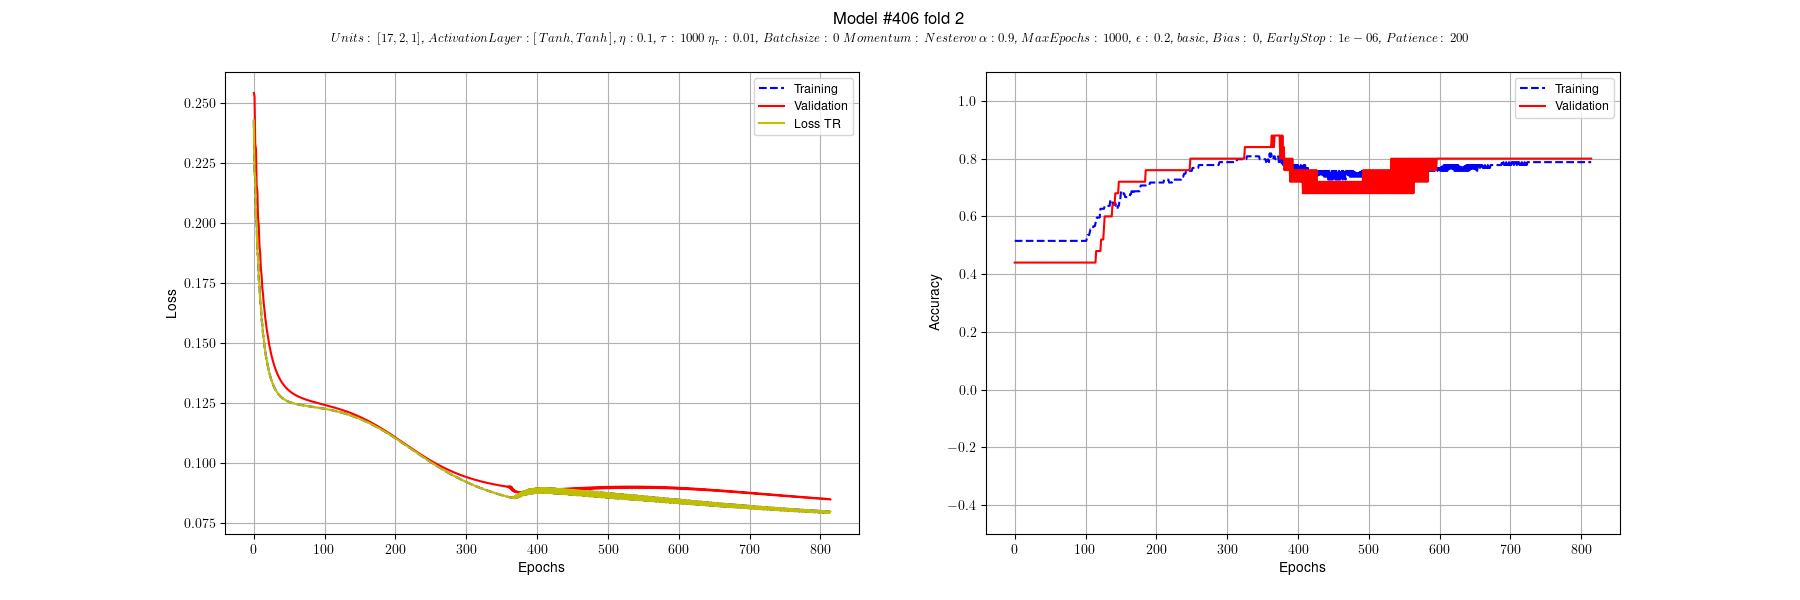 Model #406 fold 2
Units : [17, 2, 1], ActivationLayer : [Tanh, Tanh], η : 0.1, τ : 1000 η_τ : 0.01, Batchsize : 0 Momentum : Nesterov α : 0.9, MaxEpochs : 1000, ϵ : 0.2, basic, Bias : 0, EarlyStop : 1e − 06, Patience : 200
Training
Validation
Loss TR
0.250
0.225
0.200
0.175
0.150
0.125
0.100
0.075
Loss
0 100 200 300 400 500 600 700 800
Epochs
Training
Validation
1.0
0.8
0.6
0.4
0.2
0.0
−0.2
−0.4
Accuracy
0 100 200 300 400 500 600 700 800
Epochs